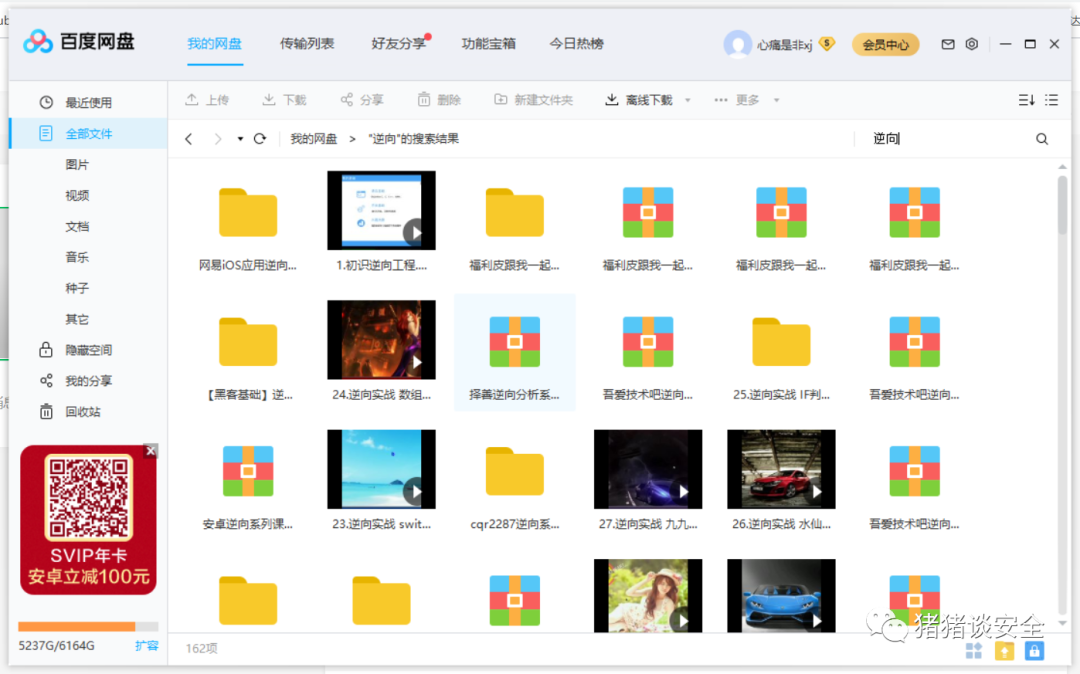 百度网盘
我的网盘 传输列表 好友分享 功能宝箱 今日热榜
心痛是非xj S 会员中心
上传 下载 分享 删除 新建文件夹 离线下载 更多
我的网盘 > "逆向"的搜索结果
逆向
最近使用
全部文件
图片
视频
文档
音乐
种子
其它
隐藏空间
我的分享
回收站
SVIP年卡
安卓立减100元
5237G/6164G 扩容
网易iOS应用逆向... 1.初识逆向工程.... 福利皮跟我一起... 福利皮跟我一起... 福利皮跟我一起... 福利皮跟我一起...
【黑客基础】逆... 24.逆向实战 数组... 择善逆向分析系... 吾爱技术吧逆向... 25.逆向实战 IF判... 吾爱技术吧逆向...
安卓逆向系列课... 23.逆向实战 swit... cqr2287逆向系... 27.逆向实战 九九... 26.逆向实战 水仙... 吾爱技术吧逆向...
162项
猪猪谈安全